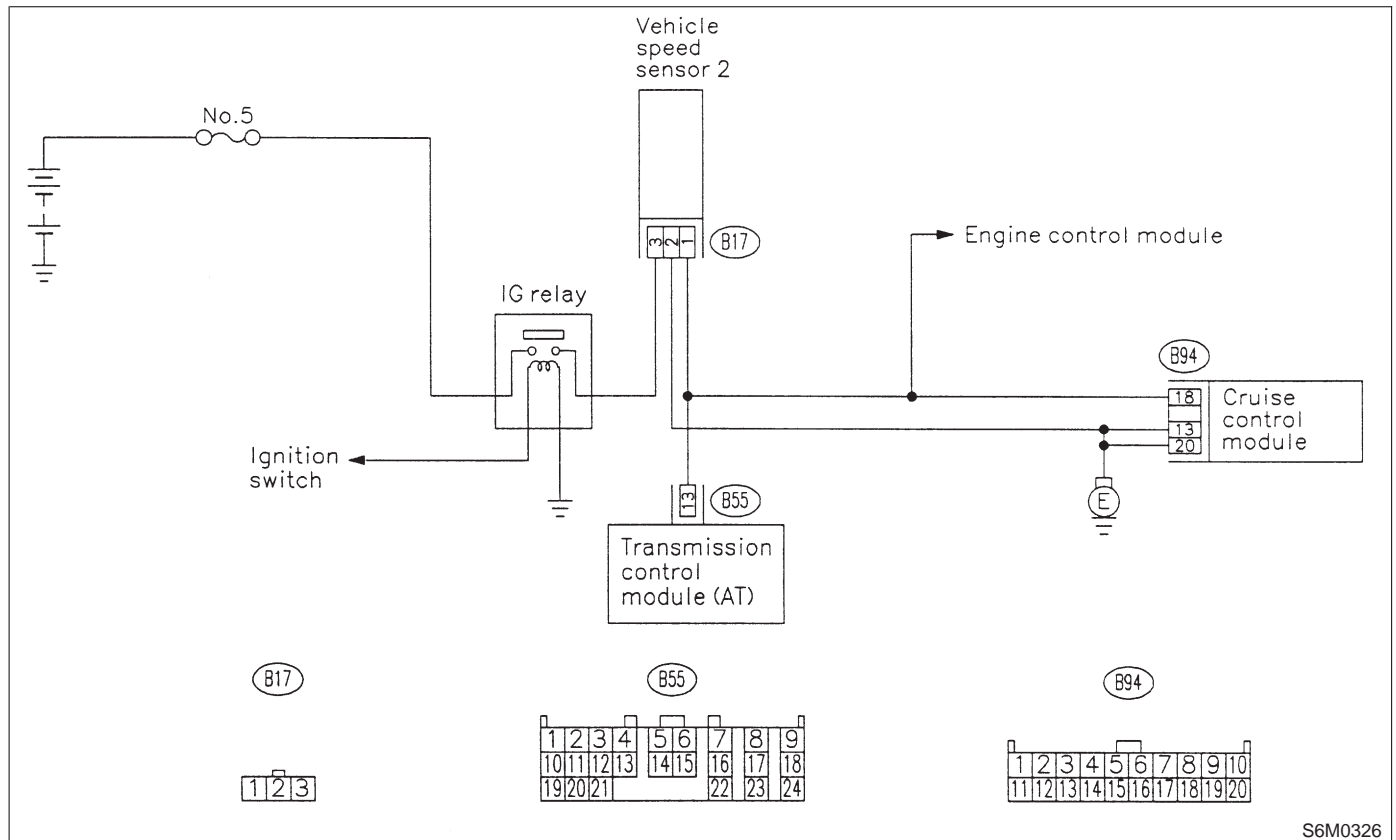 Vehicle
speed
sensor 2
No.5
3 2 1
B17
Engine control module
IG relay
B94
18
13
20
Cruise
control
module
Ignition
switch
13
B55
E
Transmission
control
module (AT)
B17
B55
B94
1 2 3
1 2 3 4 5 6 7 8 9
10 11 12 13 14 15 16 17 18
19 20 21 22 23 24
1 2 3 4 5 6 7 8 9 10
11 12 13 14 15 16 17 18 19 20
S6M0326